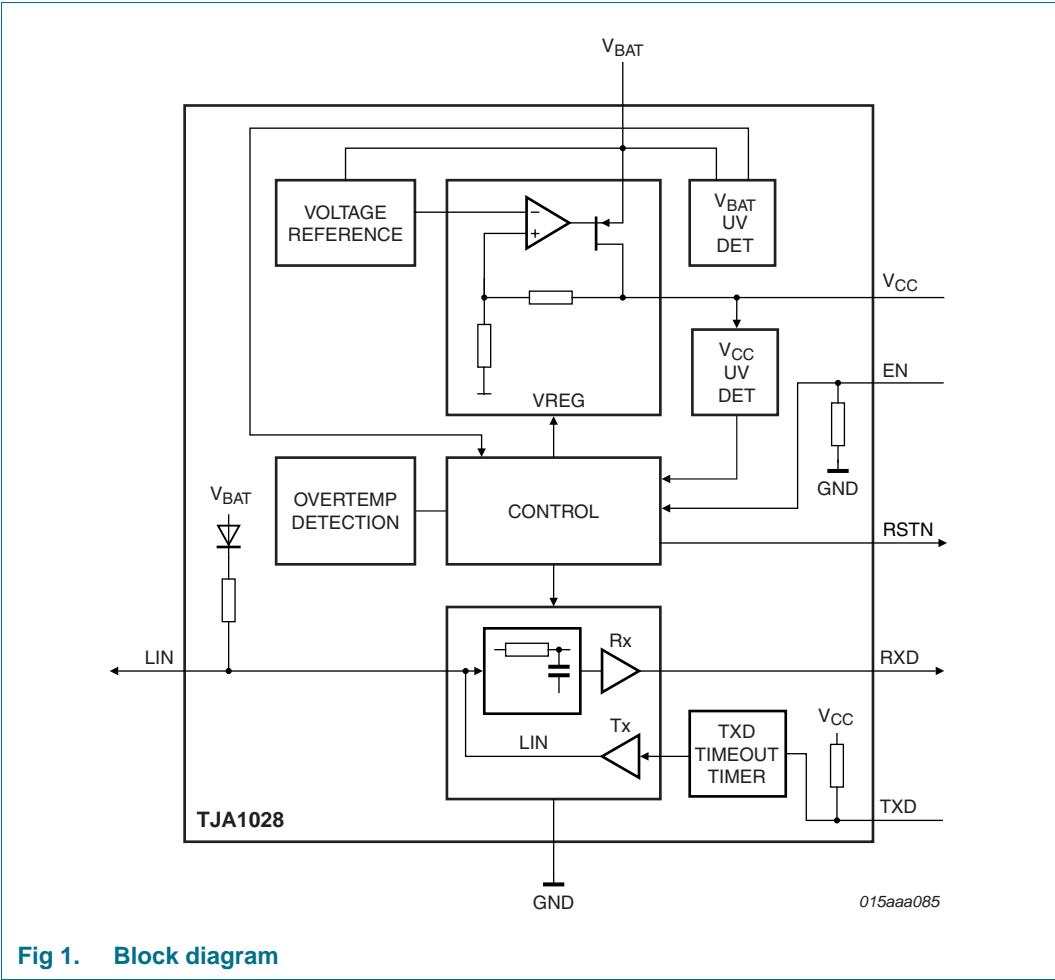 VBAT
VOLTAGE
REFERENCE
−
+
VBAT
UV
DET
VCC
VCC
UV
DET
EN
VREG
GND
VBAT
OVERTEMP
DETECTION
CONTROL
RSTN
Rx
LIN
RXD
Tx
LIN
TXD
TIMEOUT
TIMER
VCC
TXD
TJA1028
GND
015aaa085
Fig 1. Block diagram